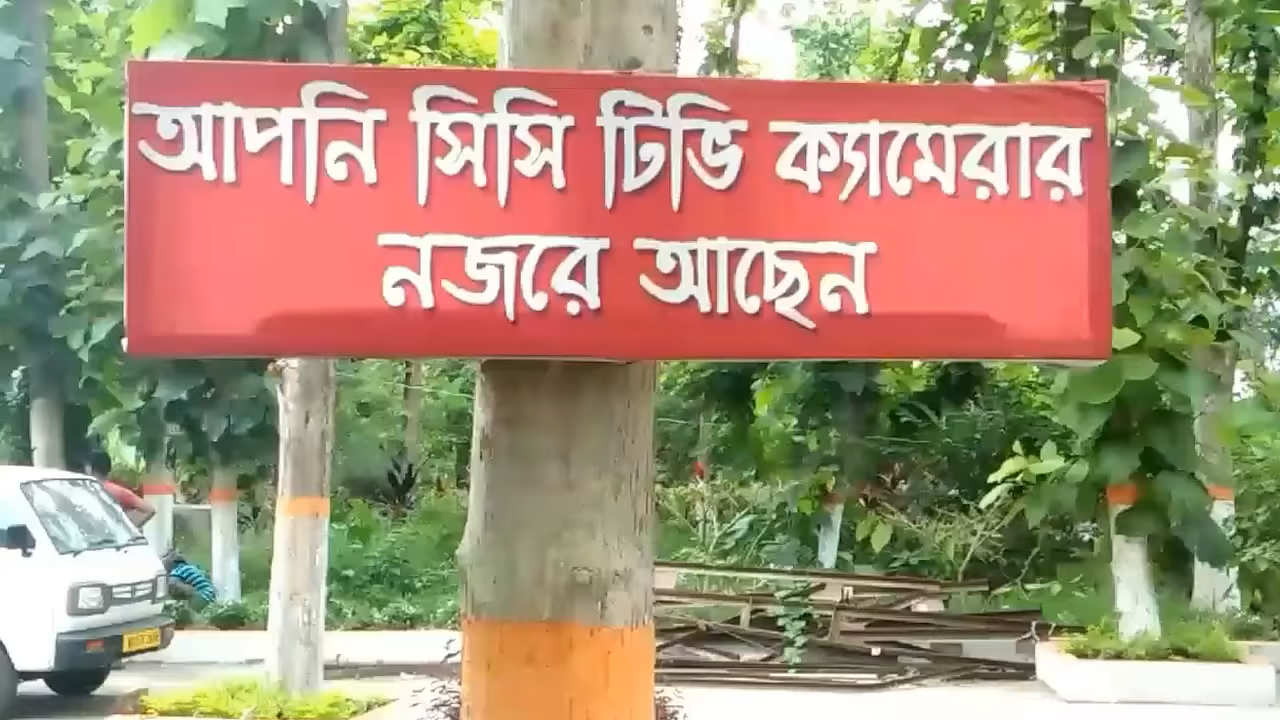 আপনি সিসি টিভি ক্যামেরার
নজরে আছেন